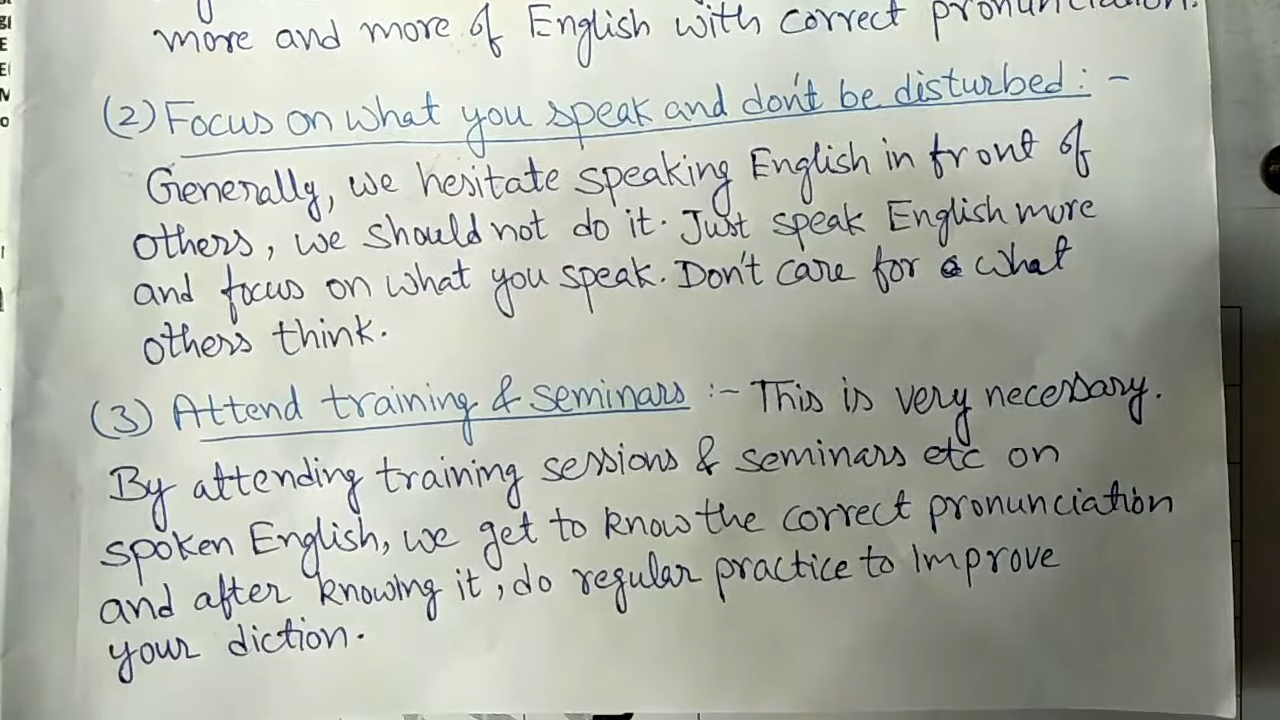 more and more of English with correct pronunciation.
(2) Focus on what you speak and don't be disturbed : -
Generally, we hesitate speaking English in front of
others, we should not do it. Just speak English more
and focus on what you speak. Don't care for what
others think.
(3) Attend training & seminars :- This is very necessary.
By attending training sessions & seminars etc on
spoken English, we get to know the correct pronunciation
and after knowing it, do regular practice to Improve
your diction.